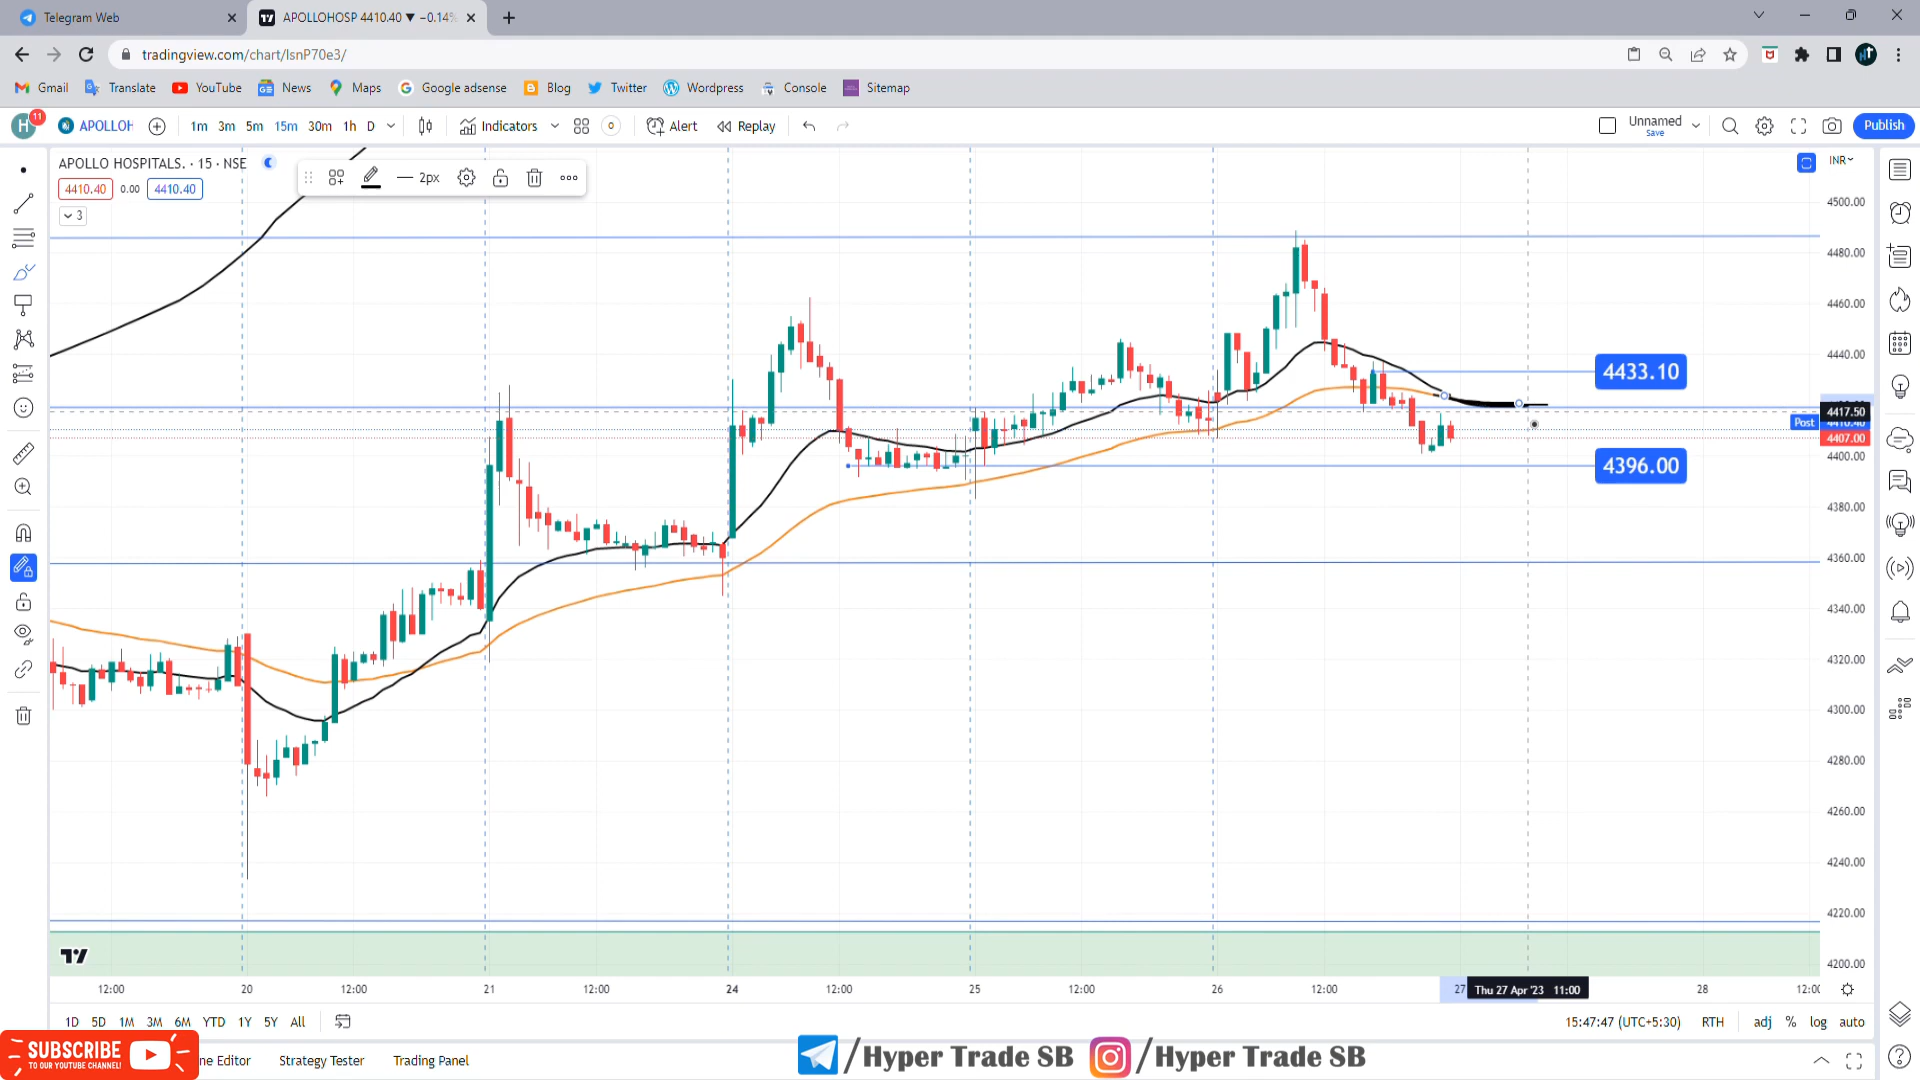 Telegram Web
APOLLOHOSP 4410.40 ▼ −0.14%
tradingview.com/chart/lsnP70e3/
Gmail Translate YouTube News Maps Google adsense Blog Twitter Wordpress Console Sitemap
H 11 APOLLOH 1m 3m 5m 15m 30m 1h D Indicators Alert Replay Unnamed Save Publish
APOLLO HOSPITALS. · 15 · NSE
2px
INR
4410.40 0.00 4410.40
3
4500.00
4480.00
4460.00
4440.00
4433.10
4417.50
Post 4410.40
4407.00
4400.00
4396.00
4380.00
4360.00
4340.00
4320.00
4300.00
4280.00
4260.00
4240.00
4220.00
4200.00
12:00 20 12:00 21 12:00 24 12:00 25 12:00 26 12:00 27 Thu 27 Apr '23 11:00 28
1D 5D 1M 3M 6M YTD 1Y 5Y All
15:47:47 (UTC+5:30) RTH adj % log auto
SUBSCRIBE
TO OUR YOUTUBE CHANNEL!
ne Editor Strategy Tester Trading Panel
/Hyper Trade SB /Hyper Trade SB